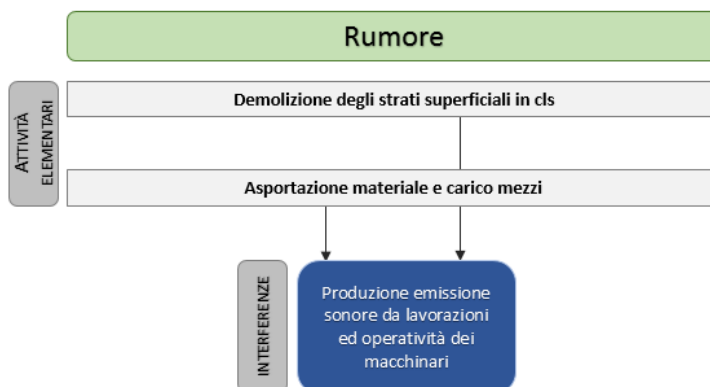 Rumore
ATTIVITÀ
ELEMENTARI
Demolizione degli strati superficiali in cls
Asportazione materiale e carico mezzi
INTERFERENZE
Produzione emissione
sonore da lavorazioni
ed operatività dei
macchinari